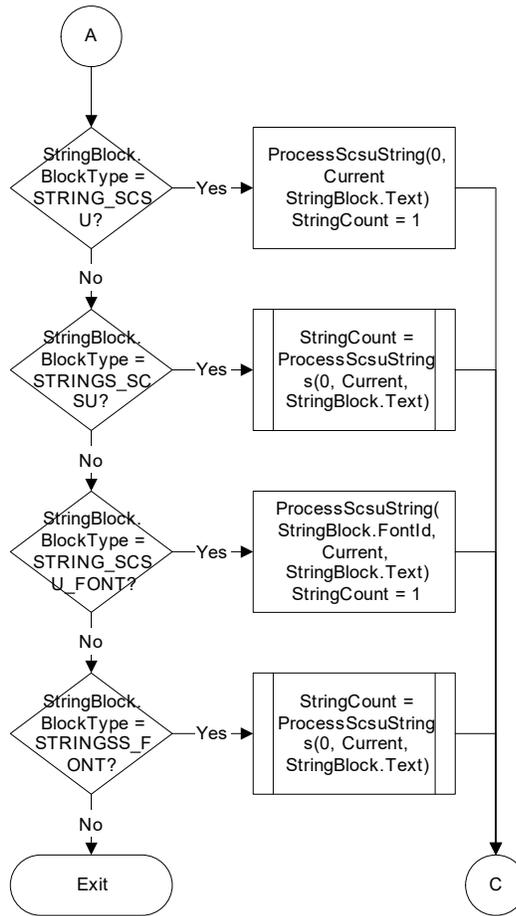 A
StringBlock.
BlockType =
STRING_SCS
U?
Yes
ProcessScsuString(0,
Current
StringBlock.Text)
StringCount = 1
No
StringBlock.
BlockType =
STRINGS_SC
SU?
Yes
StringCount =
ProcessScsuString
s(0, Current,
StringBlock.Text)
No
StringBlock.
BlockType =
STRING_SCS
U_FONT?
Yes
ProcessScsuString(
StringBlock.FontId,
Current,
StringBlock.Text)
StringCount = 1
No
StringBlock.
BlockType =
STRINGSS_F
ONT?
Yes
StringCount =
ProcessScsuString
s(0, Current,
StringBlock.Text)
No
Exit
C